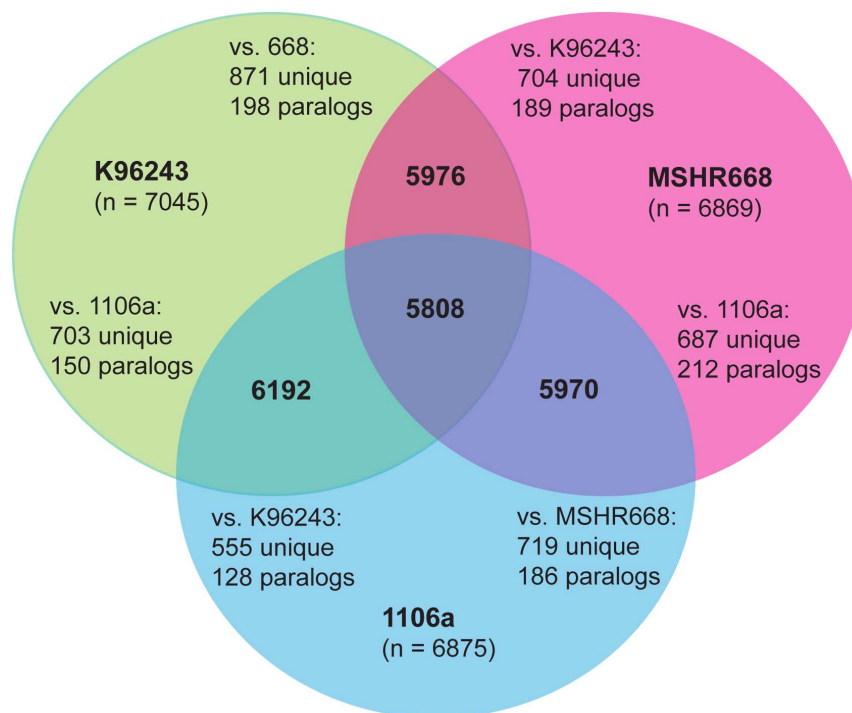 vs. 668:
871 unique
198 paralogs
vs. K96243:
704 unique
189 paralogs
K96243
(n = 7045)
5976
MSHR668
(n = 6869)
vs. 1106a:
703 unique
150 paralogs
5808
vs. 1106a:
687 unique
212 paralogs
6192
5970
vs. K96243:
555 unique
128 paralogs
vs. MSHR668:
719 unique
186 paralogs
1106a
(n = 6875)